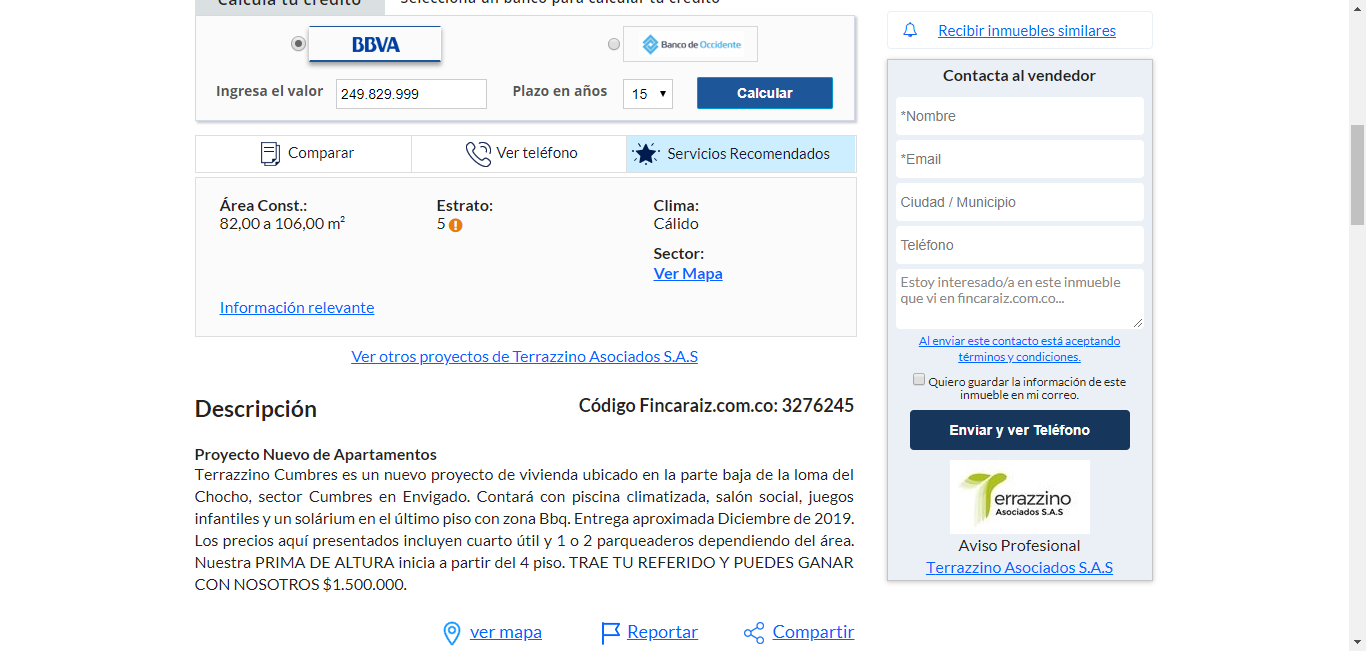 Calcula tu crédito
Selecciona un banco para calcular tu crédito
BBVA
Banco de Occidente
Ingresa el valor
249.829.999
Plazo en años
15
Calcular
Comparar
Ver teléfono
Servicios Recomendados
Área Const.:
82,00 a 106,00 m²
Estrato:
5
Clima:
Cálido
Sector:
Ver Mapa
Información relevante
Ver otros proyectos de Terrazzino Asociados S.A.S
Descripción
Código Fincaraiz.com.co: 3276245
Proyecto Nuevo de Apartamentos
Terrazzino Cumbres es un nuevo proyecto de vivienda ubicado en la parte baja de la loma del
Chocho, sector Cumbres en Envigado. Contará con piscina climatizada, salón social, juegos
infantiles y un solárium en el último piso con zona Bbq. Entrega aproximada Diciembre de 2019.
Los precios aquí presentados incluyen cuarto útil y 1 o 2 parqueaderos dependiendo del área.
Nuestra PRIMA DE ALTURA inicia a partir del 4 piso. TRAE TU REFERIDO Y PUEDES GANAR
CON NOSOTROS $1.500.000.
ver mapa
Reportar
Compartir
Recibir inmuebles similares
Contacta al vendedor
*Nombre
*Email
Ciudad / Municipio
Teléfono
Estoy interesado/a en este inmueble
que vi en fincaraiz.com.co...
Al enviar este contacto está aceptando
términos y condiciones.
Quiero guardar la información de este
inmueble en mi correo.
Enviar y ver Teléfono
Terrazzino
Asociados S.A.S
Aviso Profesional
Terrazzino Asociados S.A.S